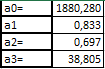 a0= 1880,280
a1 0,833
a2= 0,697
a3= 38,805